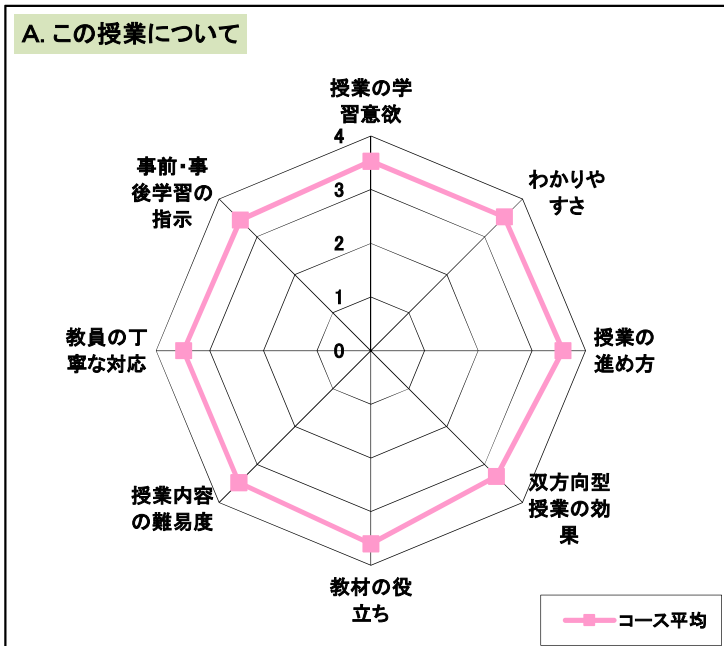 A. この授業について
授業の学
習意欲
わかりや
すさ
授業の
進め方
双方向型
授業の効
果
教材の役
立ち
授業内容
の難易度
教員の丁
寧な対応
事前・事
後学習の
指示
4
3
2
1
0
コース平均